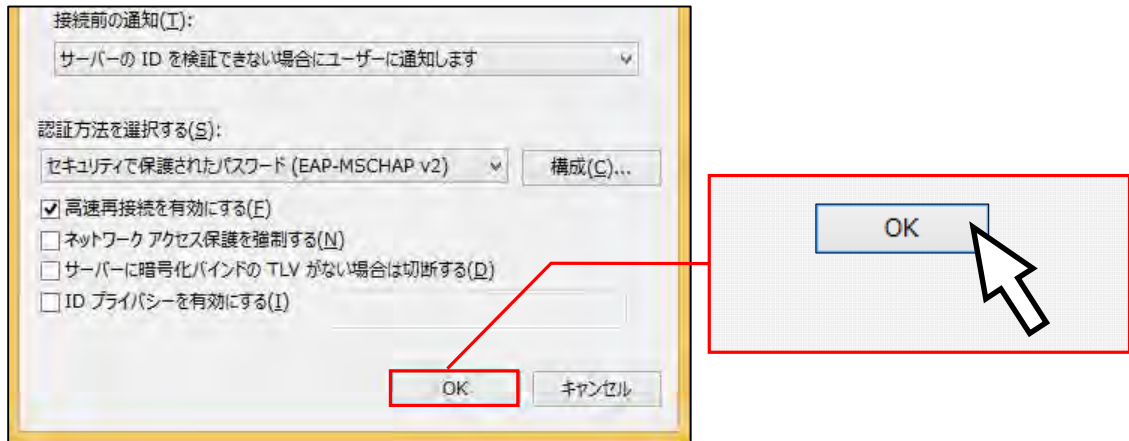 接続前の通知(T):
サーバーの ID を検証できない場合にユーザーに通知します
認証方法を選択する(S):
セキュリティで保護されたパスワード (EAP-MSCHAP v2)
構成(C)...
高速再接続を有効にする(F)
ネットワーク アクセス保護を強制する(N)
サーバーに暗号化バインドの TLV がない場合は切断する(D)
ID プライバシーを有効にする(I)
OK
キャンセル
OK